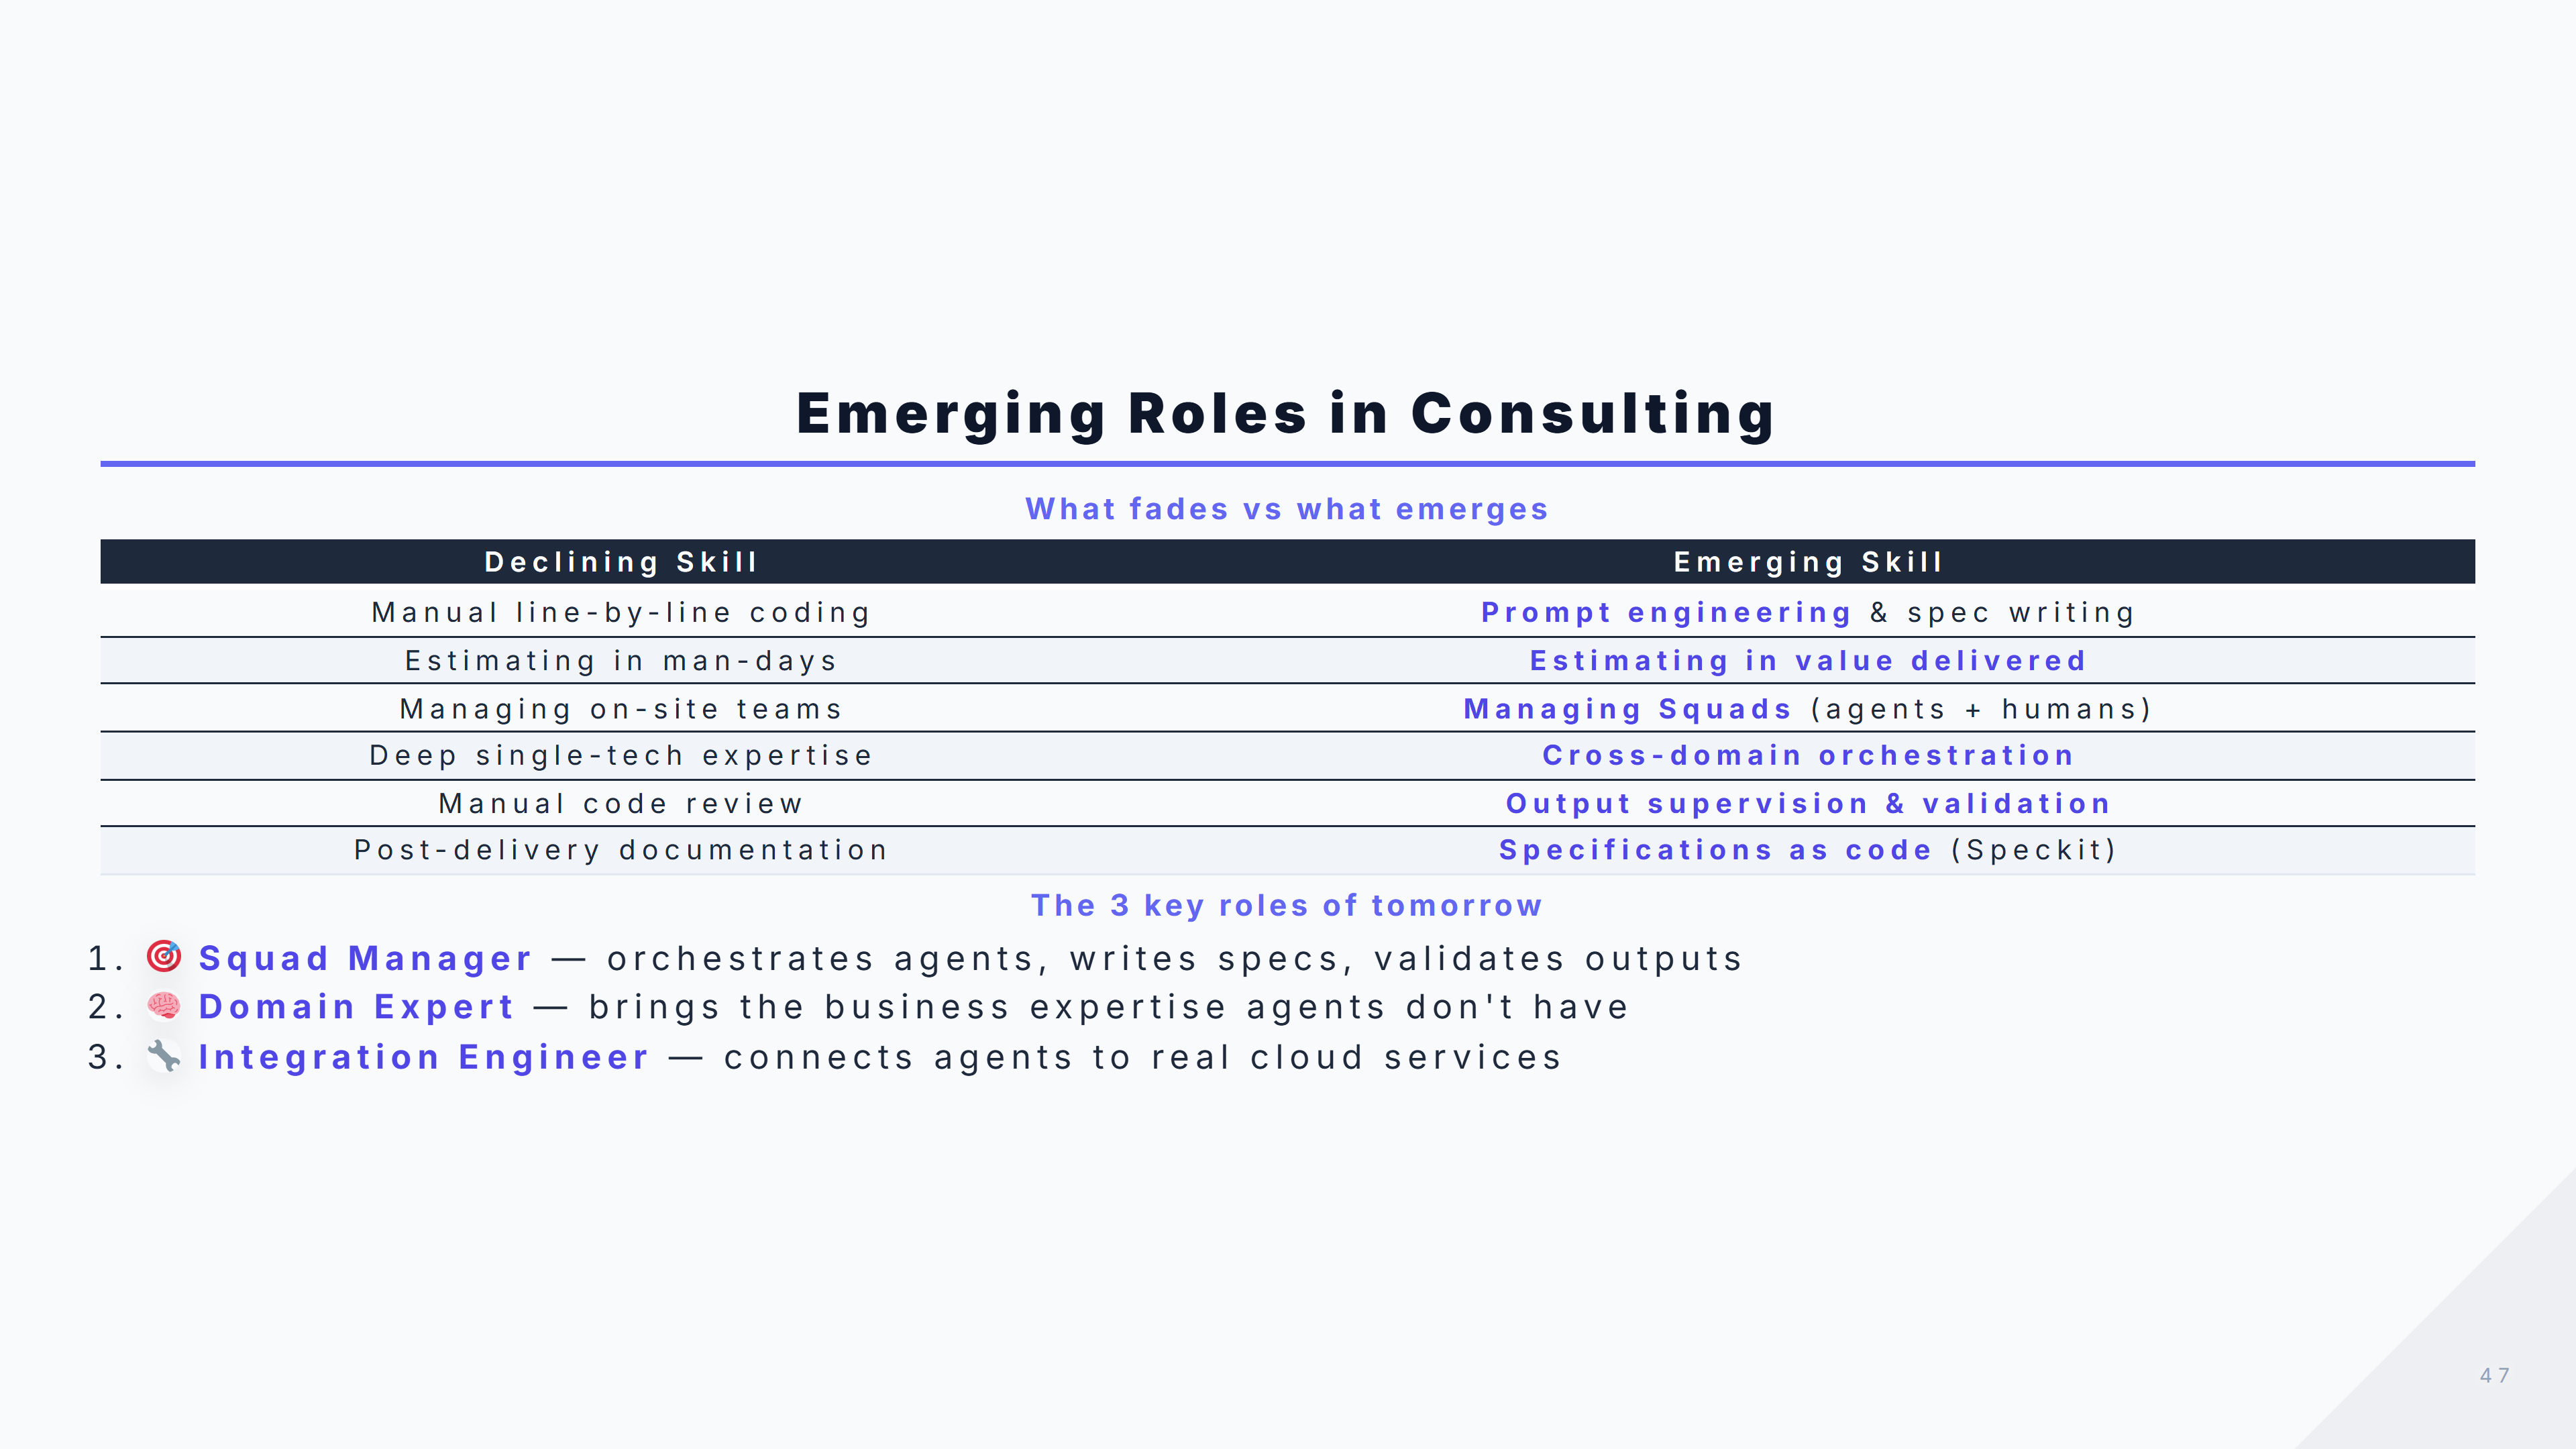 Emerging Roles in Consulting
What fades vs what emerges
Declining Skill Emerging Skill
Manual line-by-line coding Prompt engineering & spec writing
Estimating in man-days Estimating in value delivered
Managing on-site teams Managing Squads (agents + humans)
Deep single-tech expertise Cross-domain orchestration
Manual code review Output supervision & validation
Post-delivery documentation Specifications as code (Speckit)
The 3 key roles of tomorrow
1. 🎯 Squad Manager — orchestrates agents, writes specs, validates outputs
2. 🧠 Domain Expert — brings the business expertise agents don't have
3. 🔧 Integration Engineer — connects agents to real cloud services
47